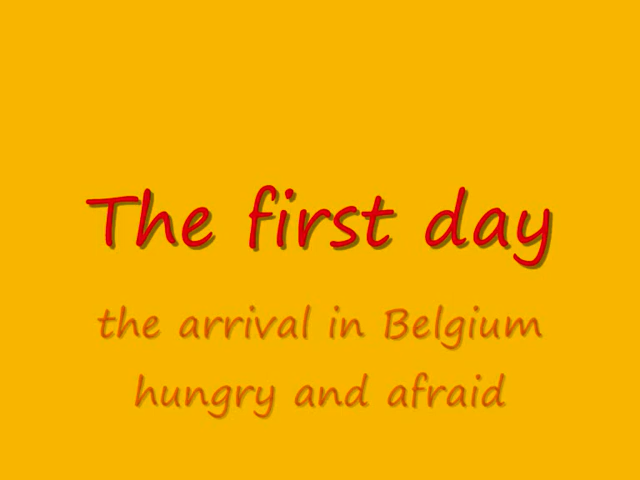 The first day
the arrival in Belgium
hungry and afraid